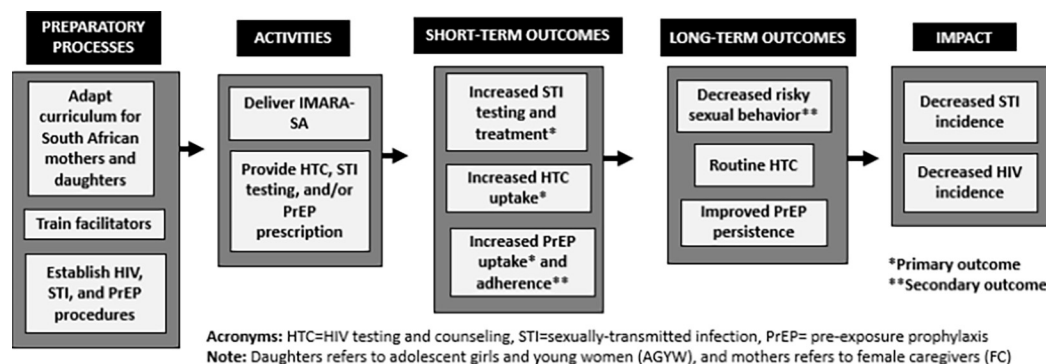 PREPARATORY
PROCESSES
Adapt
curriculum for
South African
mothers and
daughters
Train facilitators
Establish HIV,
STI, and PrEP
procedures
ACTIVITIES
Deliver IMARA-
SA
Provide HTC, STI
testing, and/or
PrEP
prescription
SHORT-TERM OUTCOMES
Increased STI
testing and
treatment*
Increased HTC
uptake*
Increased PrEP
uptake* and
adherence**
LONG-TERM OUTCOMES
Decreased risky
sexual behavior**
Routine HTC
Improved PrEP
persistence
IMPACT
Decreased STI
incidence
Decreased HIV
incidence
*Primary outcome
**Secondary outcome
Acronyms: HTC=HIV testing and counseling, STI=sexually-transmitted infection, PrEP= pre-exposure prophylaxis
Note: Daughters refers to adolescent girls and young women (AGYW), and mothers refers to female caregivers (FC)